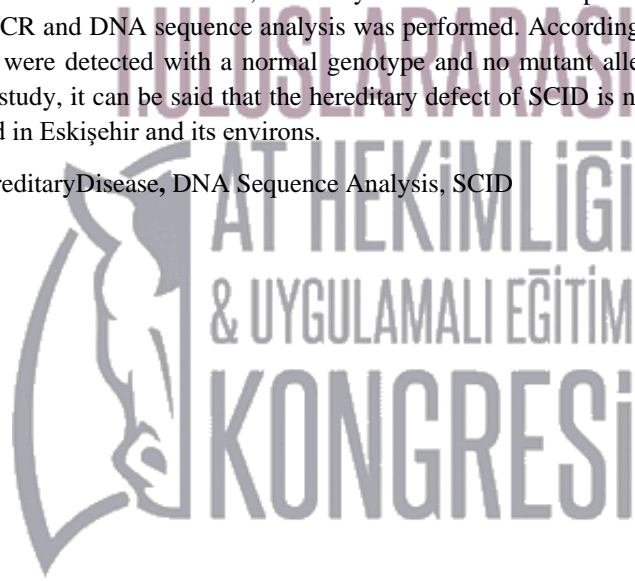 CR and DNA sequence analysis was performed. According
I. ULUSLARARASI
were detected with a normal genotype and no mutant alle
study, it can be said that the hereditary defect of SCID is n
d in Eskişehir and its environs.
reditaryDisease, DNA Sequence Analysis, SCID
AT HEKİMLİĞİ
& UYGULAMALI EĞİTİM
KONGRESİ